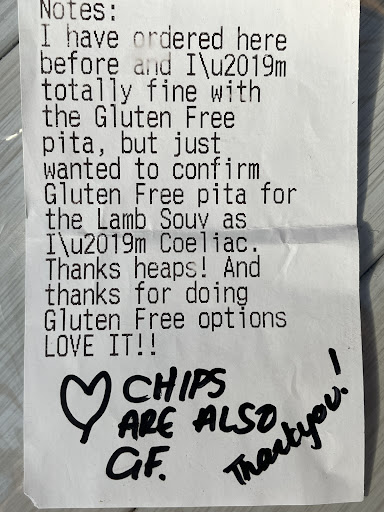 Notes:
I have ordered here
before and I\u2019m
totally fine with
the Gluten Free
pita, but just
wanted to confirm
Gluten Free pita for
the Lamb Souv as
I\u2019m Coeliac.
Thanks heaps! And
thanks for doing
Gluten Free options
LOVE IT!!
CHIPS
ARE ALSO
GF.
Thankyou!